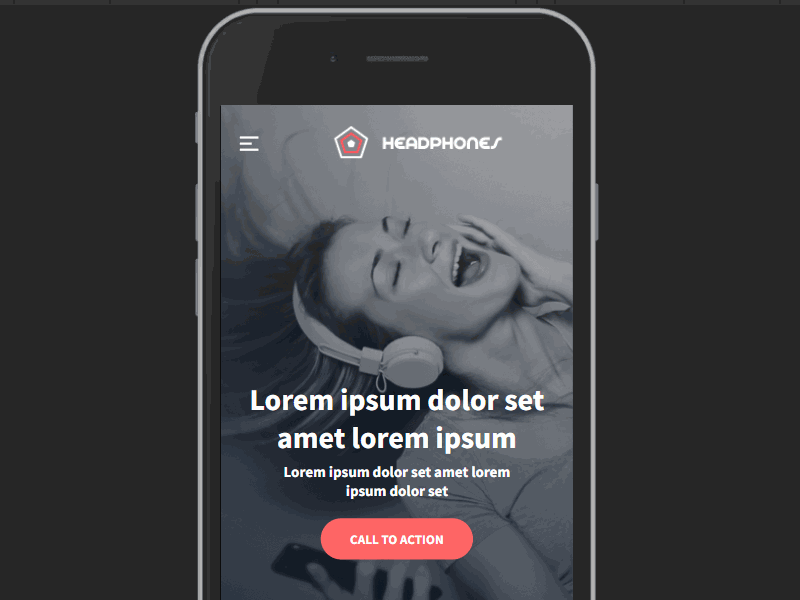 HEADPHONES
Lorem ipsum dolor set
amet lorem ipsum
Lorem ipsum dolor set amet lorem
ipsum dolor set
CALL TO ACTION